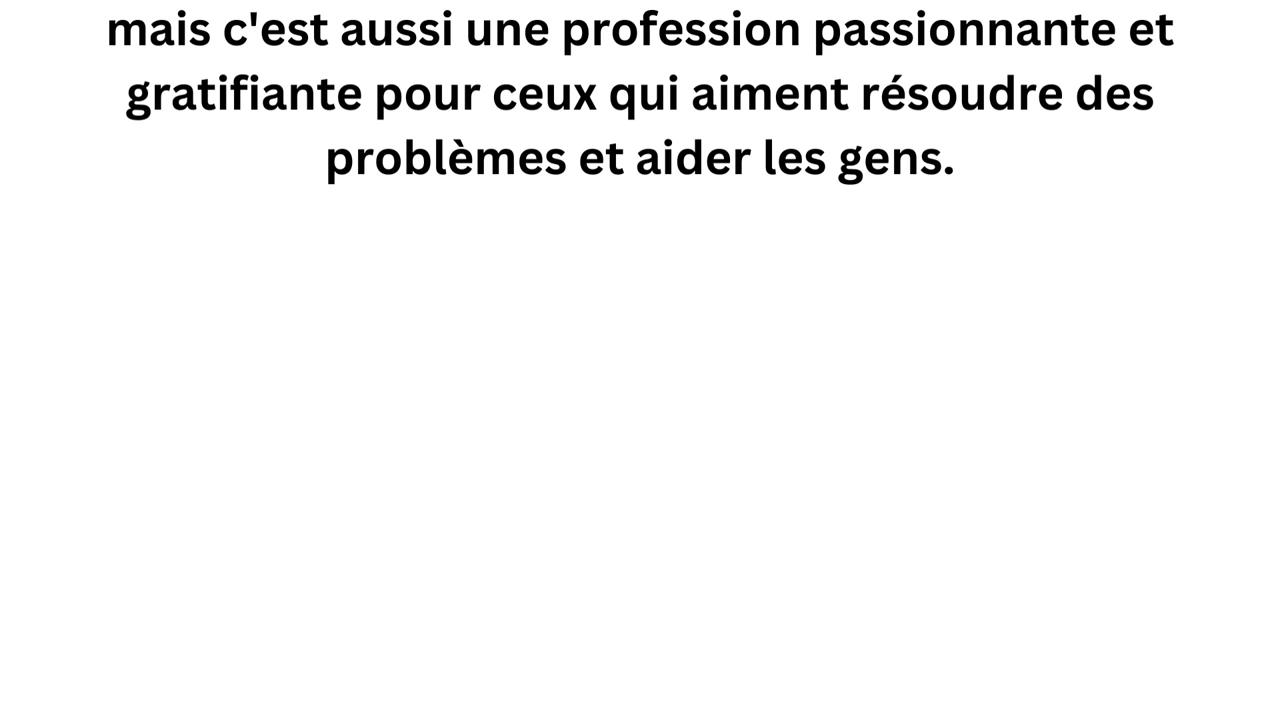 mais c'est aussi une profession passionnante et
gratifiante pour ceux qui aiment résoudre des
problèmes et aider les gens.